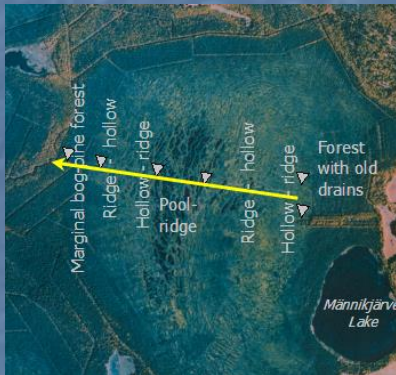 Marginal bog-pine forest
Ridge - hollow
Hollow - ridge
Pool-
ridge
Ridge - hollow
Hollow - ridge
Forest
with old
drains
Männikjärve
Lake